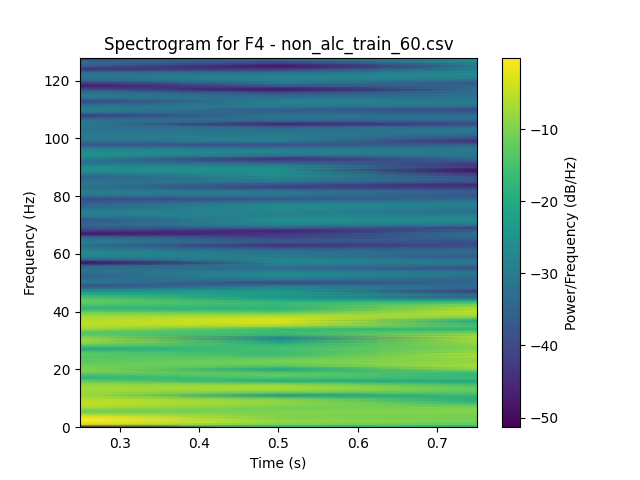 Spectrogram for F4 - non_alc_train_60.csv
120
100
80
60
40
20
0
Frequency (Hz)
0.3 0.4 0.5 0.6 0.7
Time (s)
−10
−20
−30
−40
−50
Power/Frequency (dB/Hz)